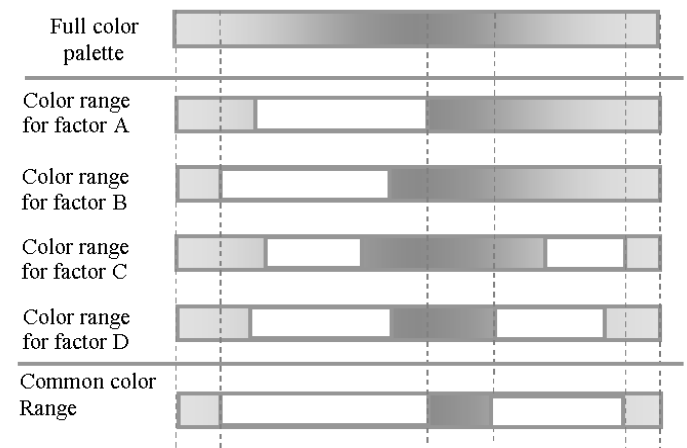 Full color
palette
Color range
for factor A
Color range
for factor B
Color range
for factor C
Color range
for factor D
Common color
Range